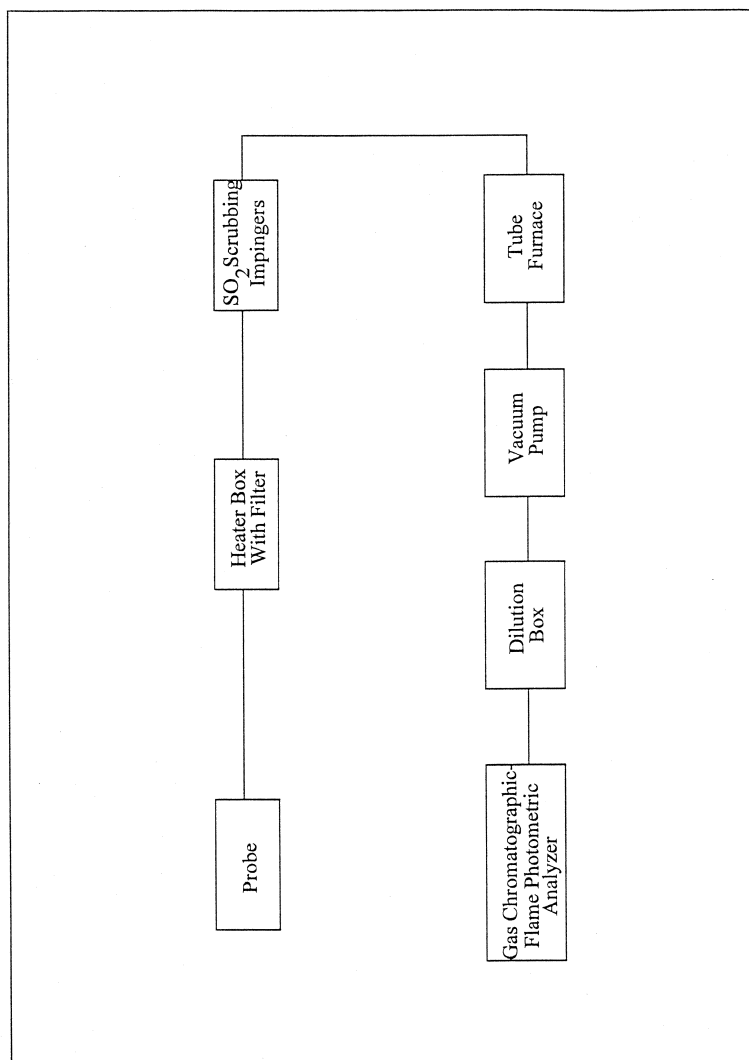 Probe
Heater Box
With Filter
SO2 Scrubbing
Impingers
Tube
Furnace
Vacuum
Pump
Dilution
Box
Gas Chromatographic-
Flame Photometric
Analyzer